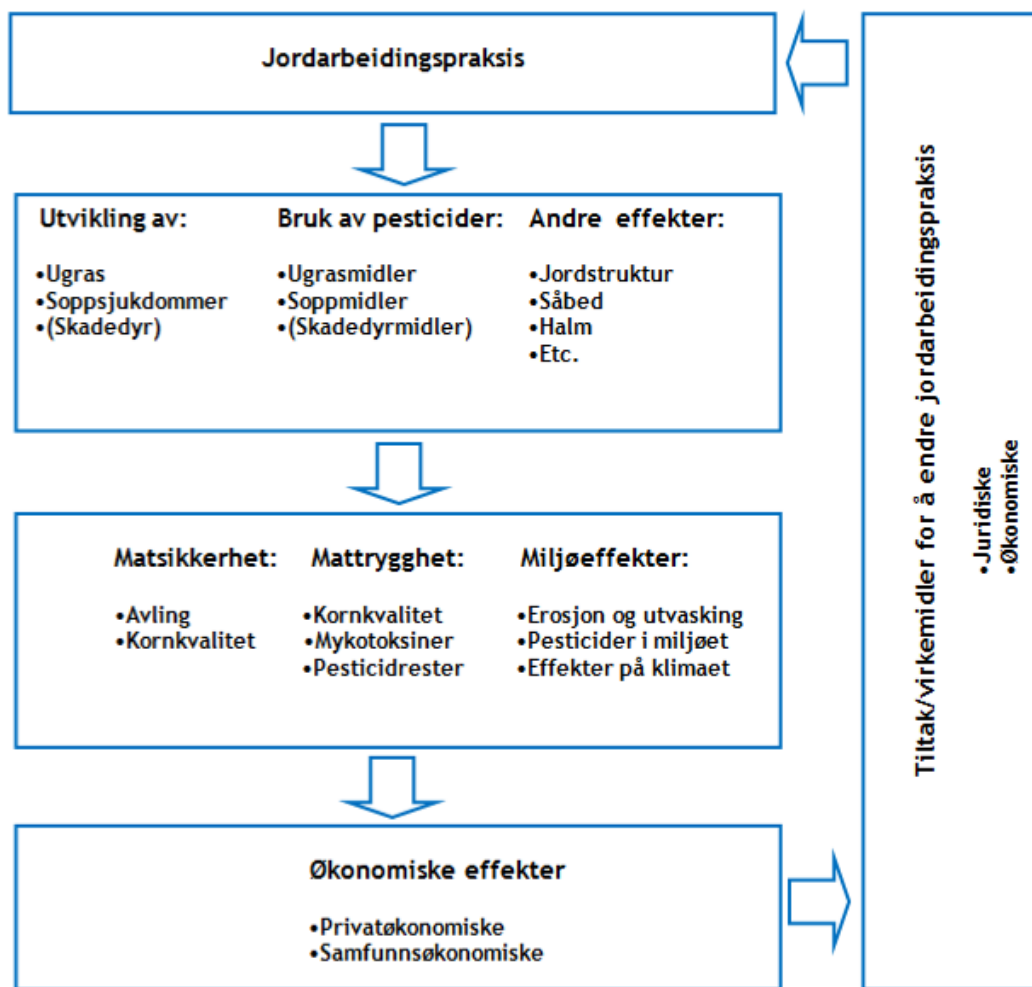 Jordarbeidingspraksis
Utvikling av:
•Ugras
•Soppsjukdommer
•(Skadedyr)
Bruk av pesticider:
•Ugrasmidler
•Soppmidler
•(Skadedyrmidler)
Andre effekter:
•Jordstruktur
•Såbed
•Halm
•Etc.
Matsikkerhet:
•Avling
•Kornkvalitet
Mattrygghet:
•Kornkvalitet
•Mykotoksiner
•Pesticidrester
Miljøeffekter:
•Erosjon og utvasking
•Pesticider i miljøet
•Effekter på klimaet
Økonomiske effekter
•Privatøkonomiske
•Samfunnsøkonomiske
Tiltak/virkemidler for å endre jordarbeidingspraksis
•Juridiske
•Økonomiske